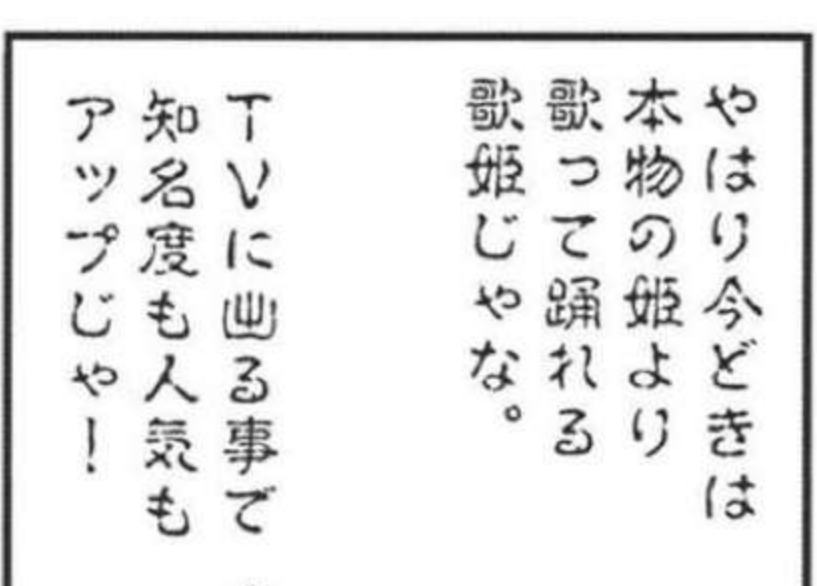 やはり今どきは
本物の姫より
歌って踊れる
歌姫じゃな。
TVに出る事で
知名度も人気も
アップじゃ！